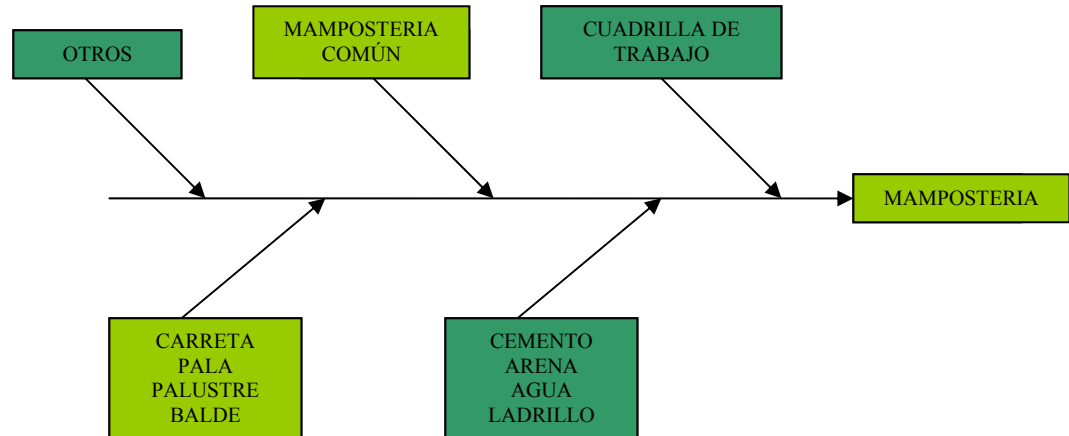 OTROS
MAMPOSTERIA
COMÚN
CUADRILLA DE
TRABAJO
MAMPOSTERIA
CARRETA
PALA
PALUSTRE
BALDE
CEMENTO
ARENA
AGUA
LADRILLO